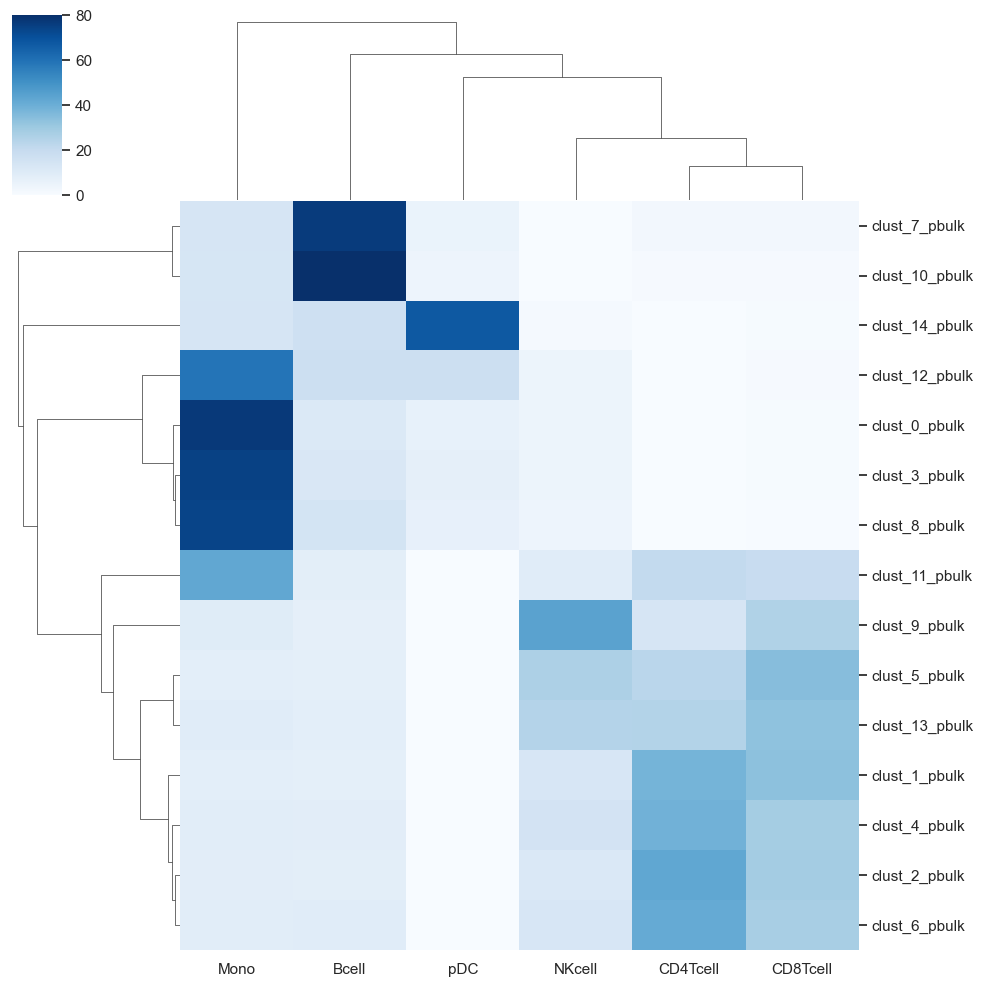 80
60
40
20
0
clust_7_pbulk
clust_10_pbulk
clust_14_pbulk
clust_12_pbulk
clust_0_pbulk
clust_3_pbulk
clust_8_pbulk
clust_11_pbulk
clust_9_pbulk
clust_5_pbulk
clust_13_pbulk
clust_1_pbulk
clust_4_pbulk
clust_2_pbulk
clust_6_pbulk
Mono Bcell pDC NKcell CD4Tcell CD8Tcell